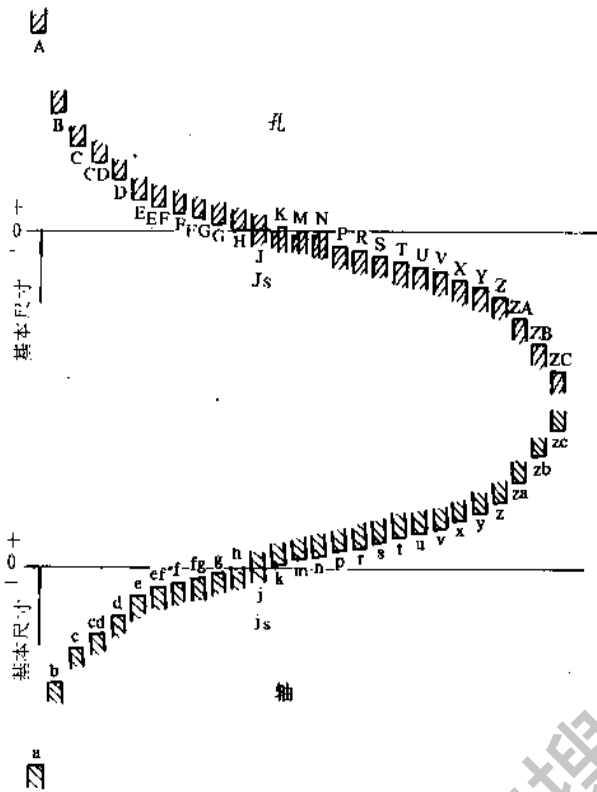 A
B
C
CD
D
E
EF
F
FG
G
H
J
Js
K
M
N
P
R
S
T
U
V
X
Y
Z
ZA
ZB
ZC
孔
+
0
-
基本尺寸
zc
zb
za
z
y
x
v
u
t
s
r
p
n
m
k
j
js
h
g
fg
f
ef
e
d
cd
c
b
a
+
0
-
基本尺寸
轴